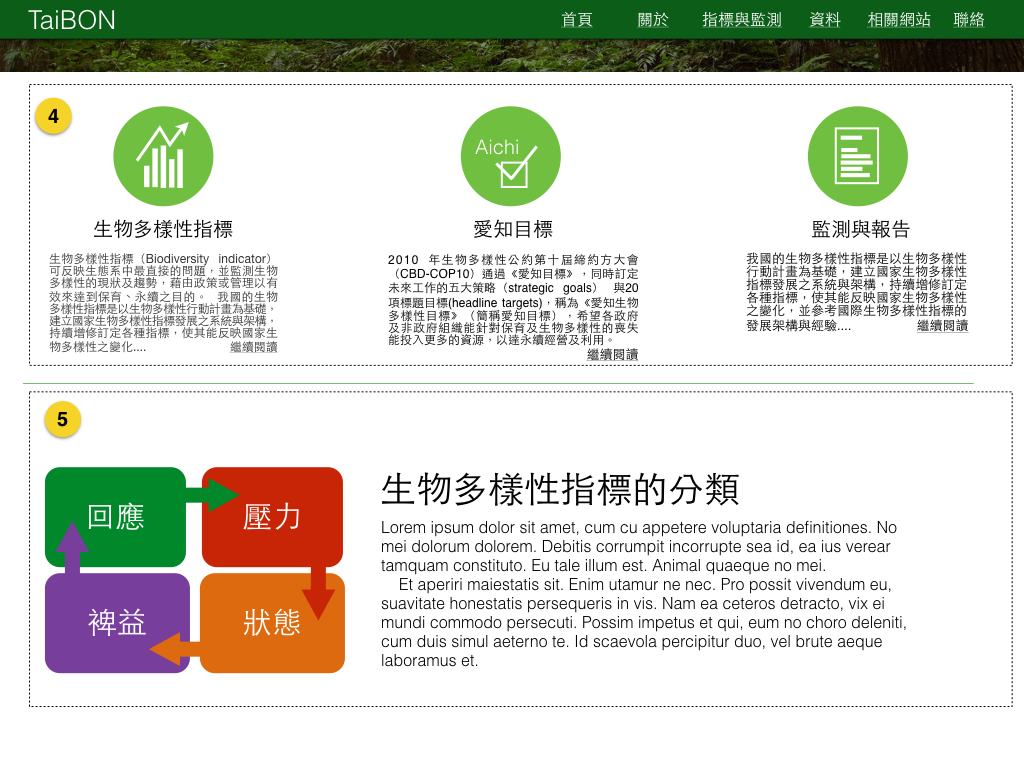 TaiBON
首頁 關於 指標與監測 資料 相關網站 聯絡
4
Aichi
生物多樣性指標
愛知目標
監測與報告
生物多樣性指標（Biodiversity indicator）
可反映生態系中最直接的問題，並監測生物
多樣性的現狀及趨勢，藉由政策或管理以有
效來達到保育、永續之目的。 我國的生物
多樣性指標是以生物多樣性行動計畫為基礎，
建立國家生物多樣性指標發展之系統與架構，
持續增修訂定各種指標，使其能反映國家生
物多樣性之變化.... 繼續閱讀
2010 年生物多樣性公約第十屆締約方大會
（CBD-COP10）通過《愛知目標》，同時訂定
未來工作的五大策略（strategic goals） 與20
項標題目標(headline targets)，稱為《愛知生物
多樣性目標》（簡稱愛知目標），希望各政府
及非政府組織能針對保育及生物多樣性的喪失
能投入更多的資源，以達永續經營及利用。
繼續閱讀
我國的生物多樣性指標是以生物多樣性
行動計畫為基礎，建立國家生物多樣性
指標發展之系統與架構，持續增修訂定
各種指標，使其能反映國家生物多樣性
之變化，並參考國際生物多樣性指標的
發展架構與經驗.... 繼續閱讀
5
回應
壓力
裨益
狀態
生物多樣性指標的分類
Lorem ipsum dolor sit amet, cum cu appetere voluptaria definitiones. No
mei dolorum dolorem. Debitis corrumpit incorrupte sea id, ea ius verear
tamquam constituto. Eu tale illum est. Animal quaeque no mei.
Et aperiri maiestatis sit. Enim utamur ne nec. Pro possit vivendum eu,
suavitate honestatis persequeris in vis. Nam ea ceteros detracto, vix ei
mundi commodo persecuti. Possim impetus et qui, eum no choro deleniti,
cum duis simul aeterno te. Id scaevola percipitur duo, vel brute aeque
laboramus et.